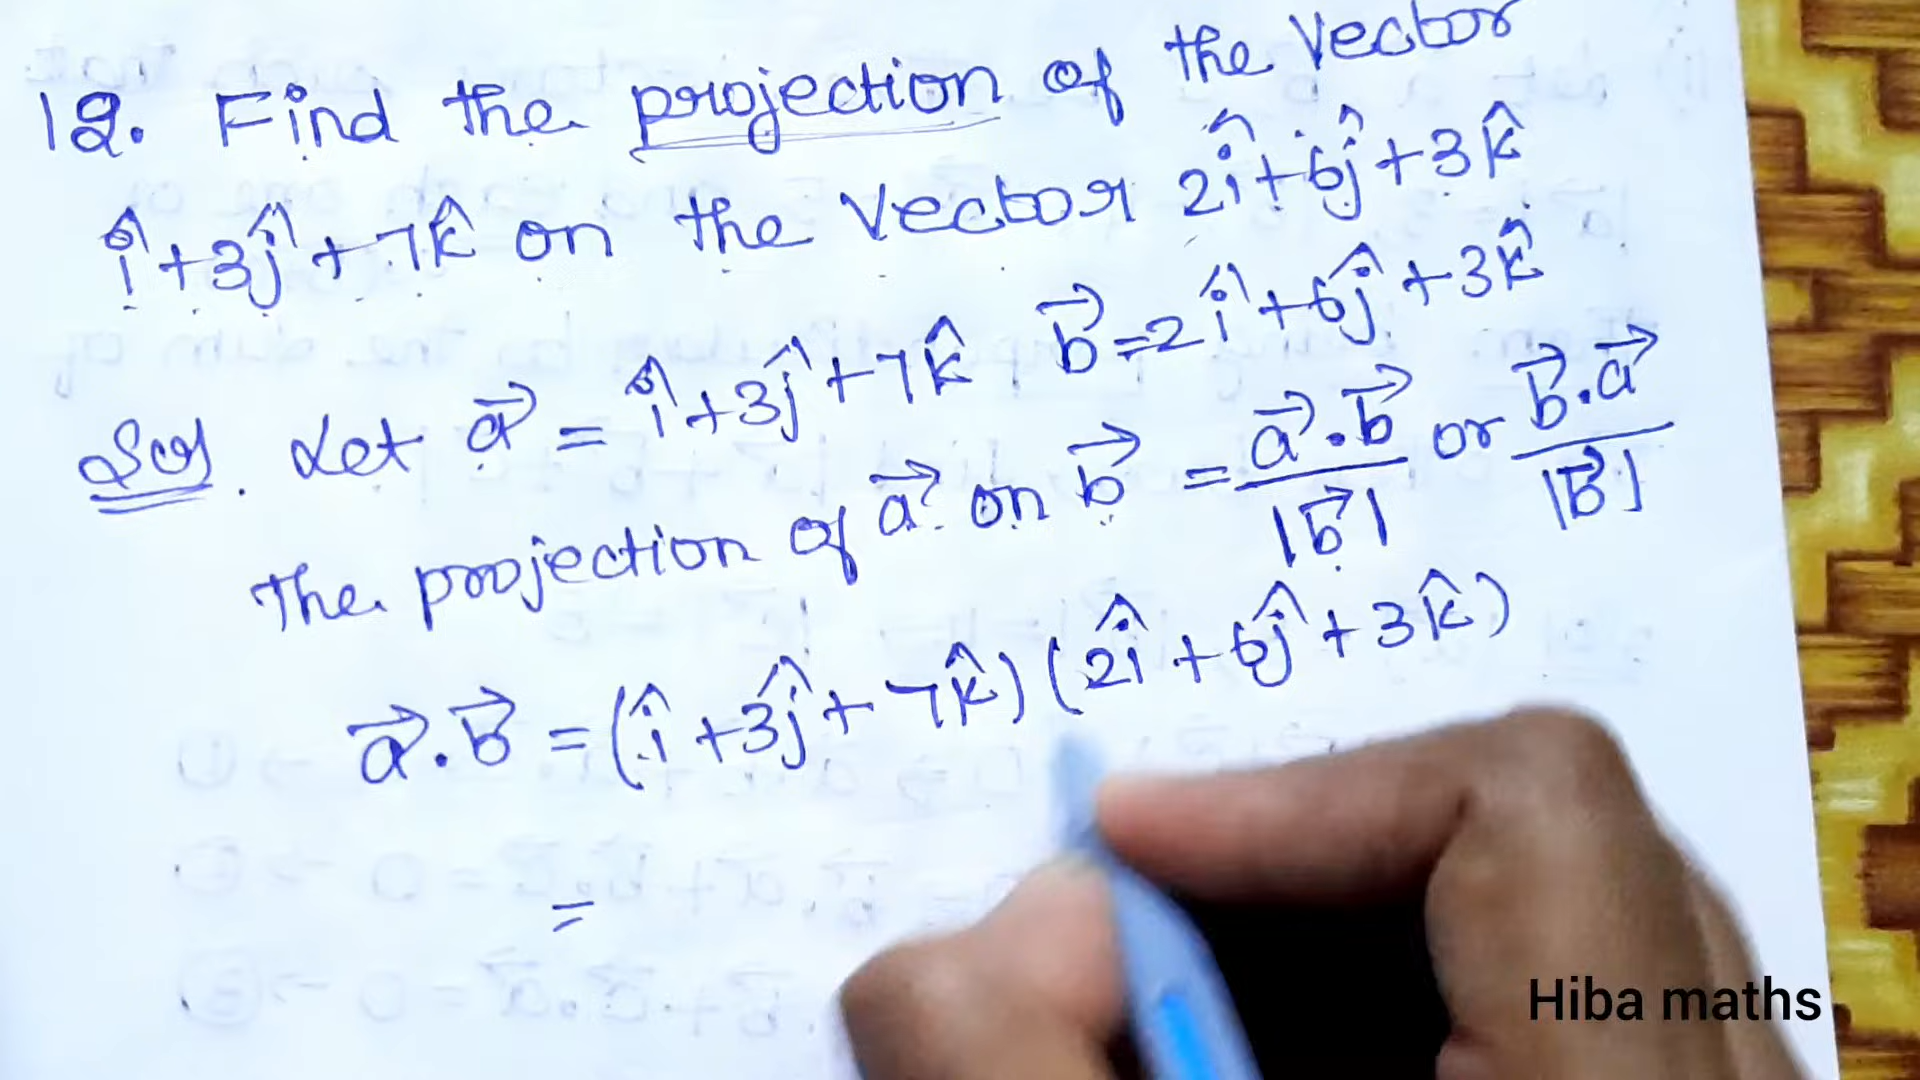 12. Find the projection of the vector
î+3ĵ+7k̂ on the vector 2î+6ĵ+3k̂
Sol. Let a⃗ = î+3ĵ+7k̂ b⃗=2î+6ĵ+3k̂
The projection of a⃗ on b⃗ = a⃗.b⃗/|b⃗| or b⃗.a⃗/|b⃗|
a⃗.b⃗ = (î+3ĵ+7k̂)(2î+6ĵ+3k̂)
=
Hiba maths